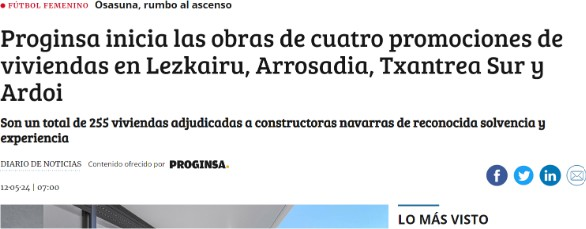 FÚTBOL FEMENINO Osasuna, rumbo al ascenso
Proginsa inicia las obras de cuatro promociones de
viviendas en Lezkairu, Arrosadia, Txantrea Sur y
Ardoi
Son un total de 255 viviendas adjudicadas a constructoras navarras de reconocida solvencia y
experiencia
DIARIO DE NOTICIAS Contenido ofrecido por PROGINSA.
12·05·24 | 07:00
LO MÁS VISTO